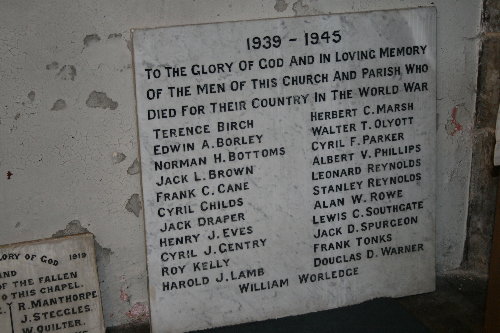 1939 - 1945
TO THE GLORY OF GOD AND IN LOVING MEMORY
OF THE MEN OF THIS CHURCH AND PARISH WHO
DIED FOR THEIR COUNTRY IN THE WORLD WAR
TERENCE BIRCH
EDWIN A. BORLEY
NORMAN H. BOTTOMS
JACK L. BROWN
FRANK C. CANE
CYRIL CHILDS
JACK DRAPER
HENRY J. EVES
CYRIL J. GENTRY
ROY KELLY
HAROLD J. LAMB
HERBERT C. MARSH
WALTER T. OLYOTT
CYRIL F. PARKER
ALBERT V. PHILLIPS
LEONARD REYNOLDS
STANLEY REYNOLDS
ALAN W. ROWE
LEWIS C. SOUTHGATE
JACK D. SPURGEON
FRANK TONKS
DOUGLAS D. WARNER
WILLIAM WORLEDGE
GLORY OF GOD 1919
AND
OF THE FALLEN
TO THIS CHAPEL.
R. MANTHORPE
J. STEGGLES
W. QUILTER